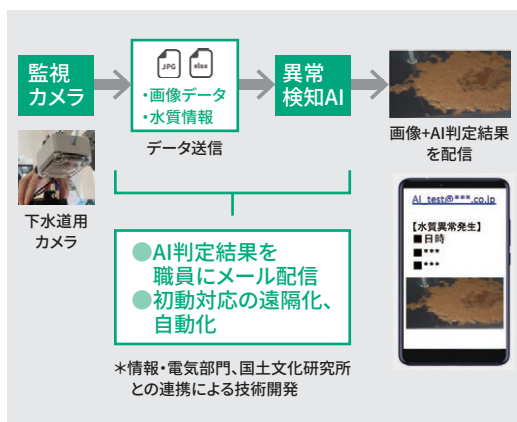 監視
カメラ
JPG
xlsx
・画像データ
・水質情報
データ送信
異常
検知AI
画像+AI判定結果
を配信
下水道用
カメラ
AI_test@***.co.jp
【水質異常発生】
■日時
■***
■***
●AI判定結果を
職員にメール配信
●初動対応の遠隔化、
自動化
＊情報・電気部門、国土文化研究所
との連携による技術開発